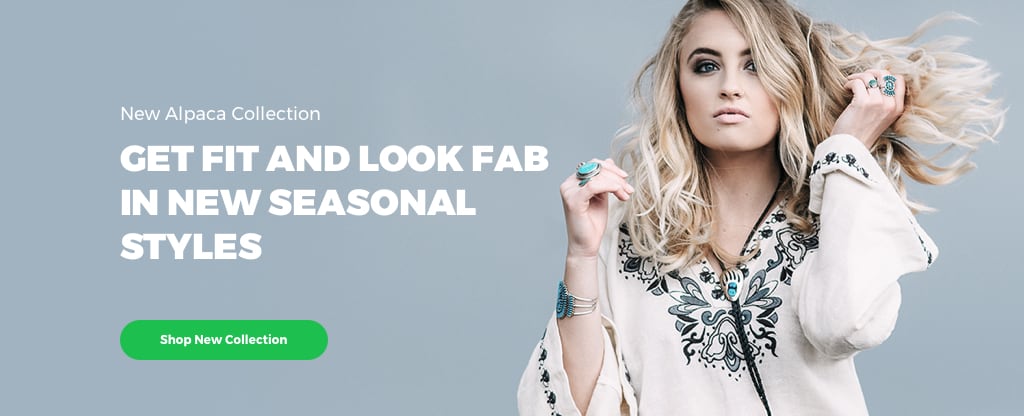 New Alpaca Collection
GET FIT AND LOOK FAB
IN NEW SEASONAL
STYLES
Shop New Collection